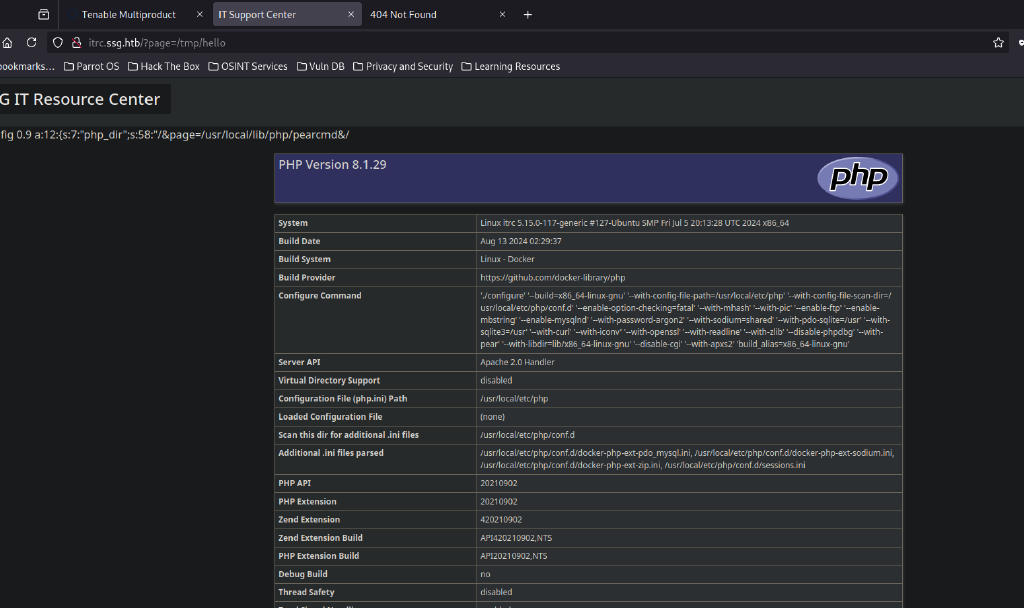 Tenable Multiproduct
IT Support Center
404 Not Found
itrc.ssg.htb/?page=/tmp/hello
ookmarks...
Parrot OS
Hack The Box
OSINT Services
Vuln DB
Privacy and Security
Learning Resources
G IT Resource Center
fig 0.9 a:12:{s:7:"php_dir";s:58:"/&page=/usr/local/lib/php/pearcmd&/
PHP Version 8.1.29
php
System Linux itrc 5.15.0-117-generic #127-Ubuntu SMP Fri Jul 5 20:13:28 UTC 2024 x86_64
Build Date Aug 13 2024 02:29:37
Build System Linux - Docker
Build Provider https://github.com/docker-library/php
Configure Command './configure' '--build=x86_64-linux-gnu' '--with-config-file-path=/usr/local/etc/php' '--with-config-file-scan-dir=/
usr/local/etc/php/conf.d' '--enable-option-checking=fatal' '--with-mhash' '--with-pic' '--enable-ftp' '--enable-
mbstring' '--enable-mysqlnd' '--with-password-argon2' '--with-sodium=shared' '--with-pdo-sqlite=/usr' '--with-
sqlite3=/usr' '--with-curl' '--with-iconv' '--with-openssl' '--with-readline' '--with-zlib' '--disable-phpdbg' '--with-
pear' '--with-libdir=lib/x86_64-linux-gnu' '--disable-cgi' '--with-apxs2' 'build_alias=x86_64-linux-gnu'
Server API Apache 2.0 Handler
Virtual Directory Support disabled
Configuration File (php.ini) Path /usr/local/etc/php
Loaded Configuration File (none)
Scan this dir for additional .ini files /usr/local/etc/php/conf.d
Additional .ini files parsed /usr/local/etc/php/conf.d/docker-php-ext-pdo_mysql.ini, /usr/local/etc/php/conf.d/docker-php-ext-sodium.ini,
/usr/local/etc/php/conf.d/docker-php-ext-zip.ini, /usr/local/etc/php/conf.d/sessions.ini
PHP API 20210902
PHP Extension 20210902
Zend Extension 420210902
Zend Extension Build API420210902,NTS
PHP Extension Build API20210902,NTS
Debug Build no
Thread Safety disabled